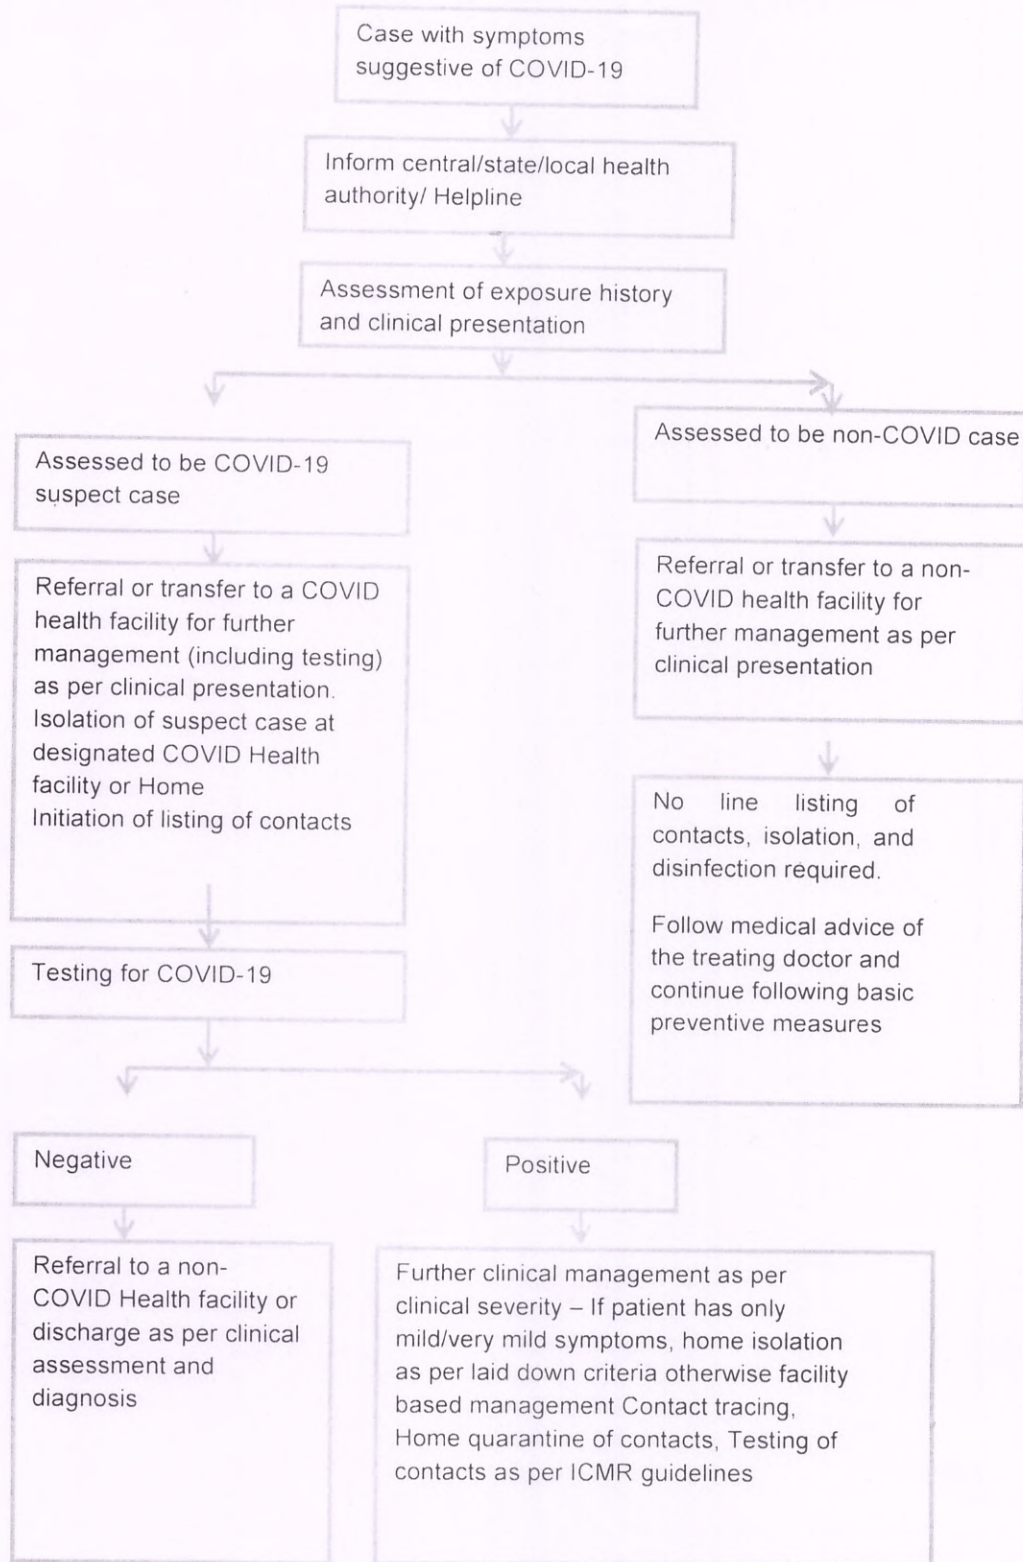 Case with symptoms
suggestive of COVID-19
Inform central/state/local health
authority/ Helpline
Assessment of exposure history
and clinical presentation
Assessed to be COVID-19
suspect case
Referral or transfer to a COVID
health facility for further
management (including testing)
as per clinical presentation.
Isolation of suspect case at
designated COVID Health
facility or Home
Initiation of listing of contacts
Testing for COVID-19
Assessed to be non-COVID case
Referral or transfer to a non-
COVID health facility for
further management as per
clinical presentation
No line listing of
contacts, isolation, and
disinfection required.
Follow medical advice of
the treating doctor and
continue following basic
preventive measures
Negative
Referral to a non-
COVID Health facility or
discharge as per clinical
assessment and
diagnosis
Positive
Further clinical management as per
clinical severity – If patient has only
mild/very mild symptoms, home isolation
as per laid down criteria otherwise facility
based management Contact tracing,
Home quarantine of contacts, Testing of
contacts as per ICMR guidelines